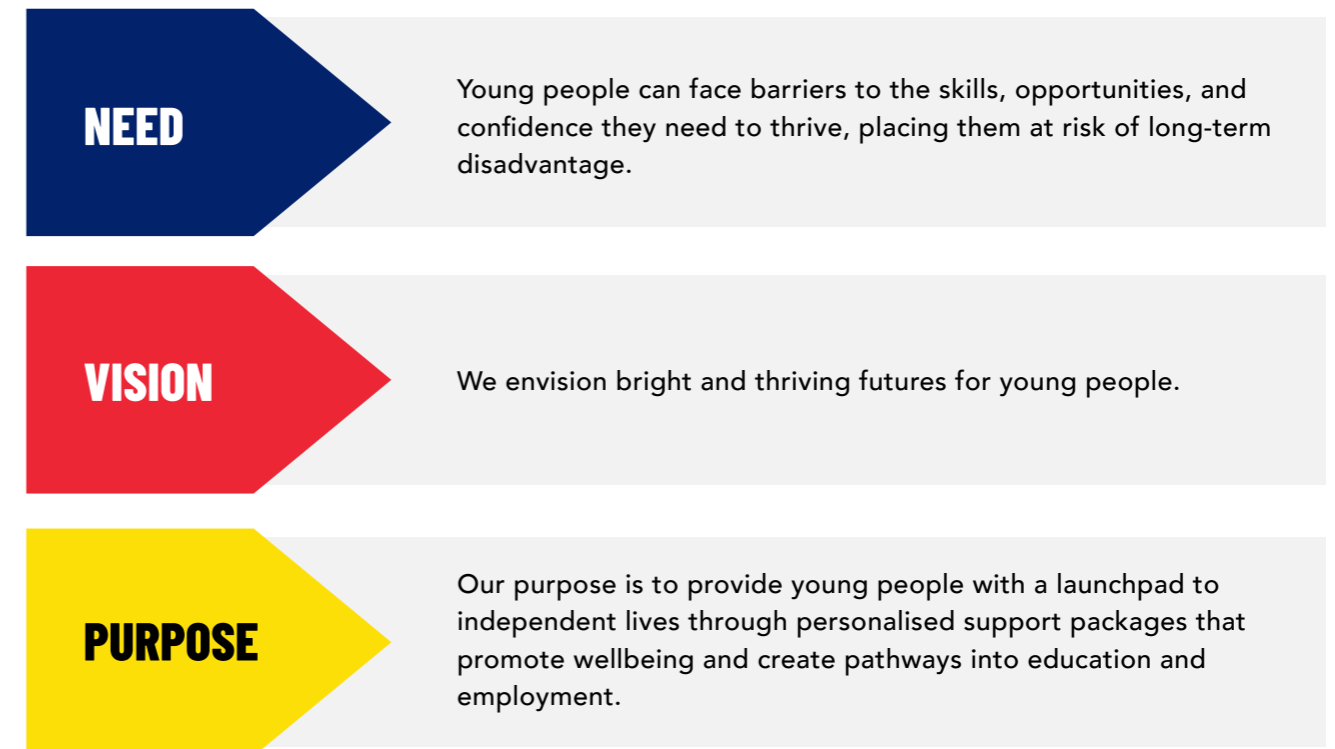 NEED
Young people can face barriers to the skills, opportunities, and
confidence they need to thrive, placing them at risk of long-term
disadvantage.
VISION
We envision bright and thriving futures for young people.
PURPOSE
Our purpose is to provide young people with a launchpad to
independent lives through personalised support packages that
promote wellbeing and create pathways into education and
employment.